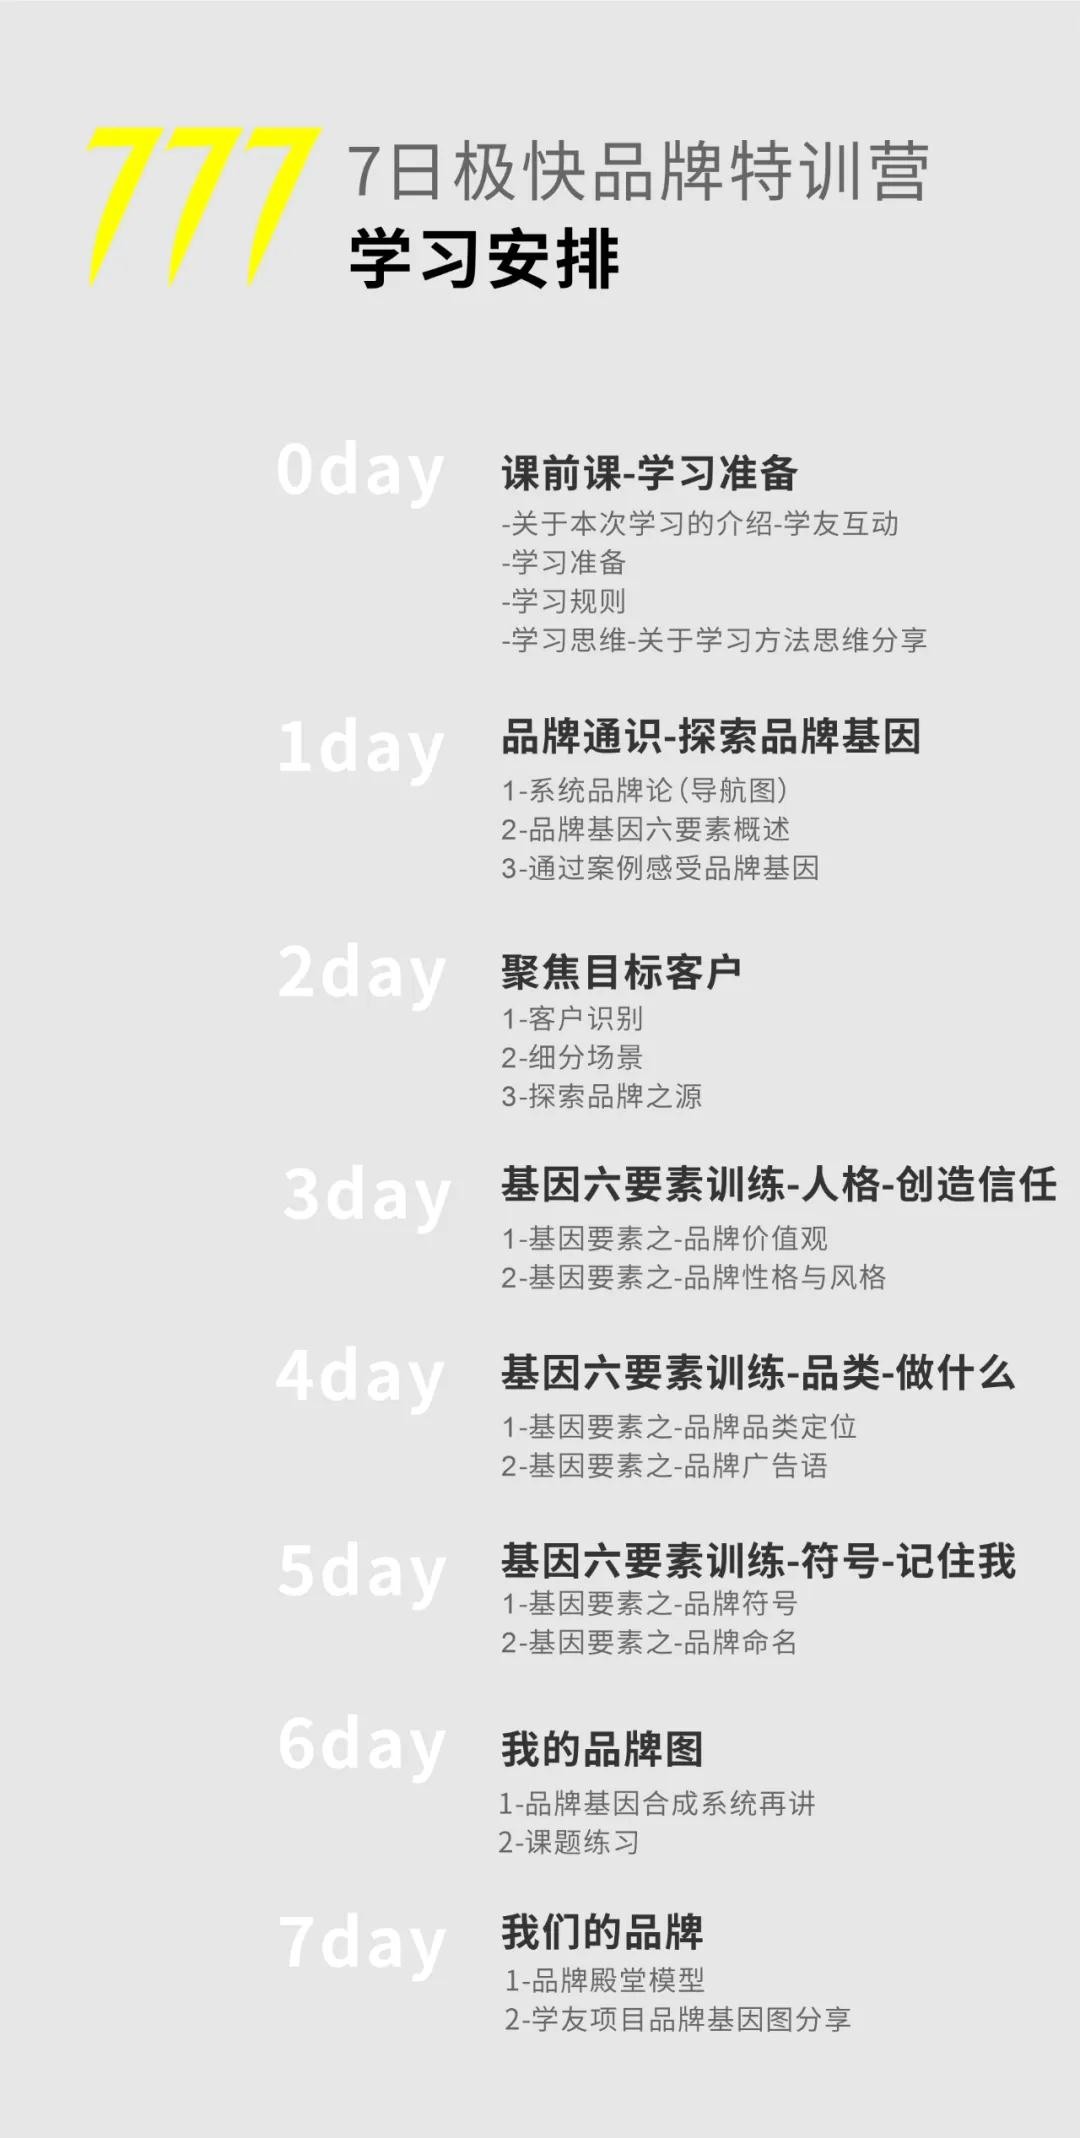 777
7日极快品牌特训营
学习安排
0day
课前课-学习准备
-关于本次学习的介绍-学友互动
-学习准备
-学习规则
-学习思维-关于学习方法思维分享
1day
品牌通识-探索品牌基因
1-系统品牌论(导航图)
2-品牌基因六要素概述
3-通过案例感受品牌基因
2day
聚焦目标客户
1-客户识别
2-细分场景
3-探索品牌之源
3day
基因六要素训练-人格-创造信任
1-基因要素之-品牌价值观
2-基因要素之-品牌性格与风格
4day
基因六要素训练-品类-做什么
1-基因要素之-品牌品类定位
2-基因要素之-品牌广告语
5day
基因六要素训练-符号-记住我
1-基因要素之-品牌符号
2-基因要素之-品牌命名
6day
我的品牌图
1-品牌基因合成系统再讲
2-课题练习
7day
我们的品牌
1-品牌殿堂模型
2-学友项目品牌基因图分享